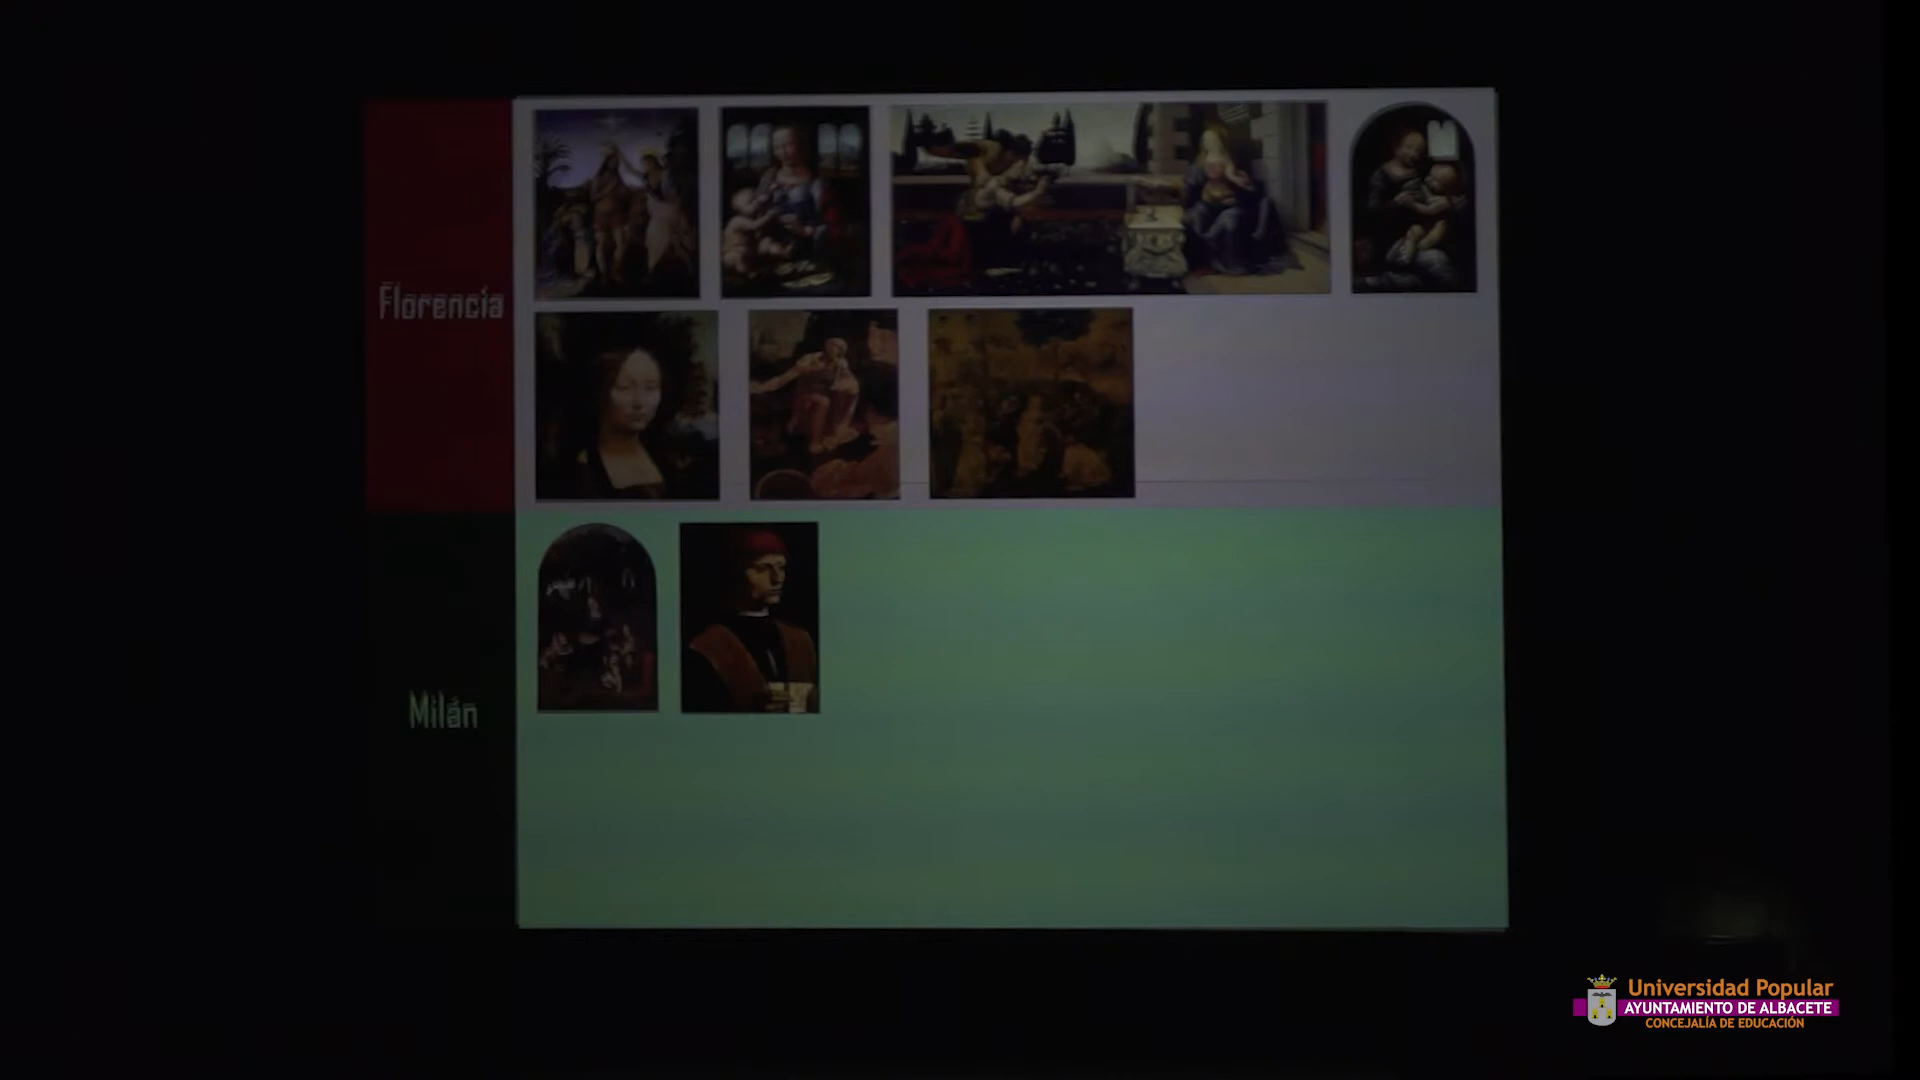 Florencia
Milán
Universidad Popular
AYUNTAMIENTO DE ALBACETE
CONCEJALÍA DE EDUCACIÓN